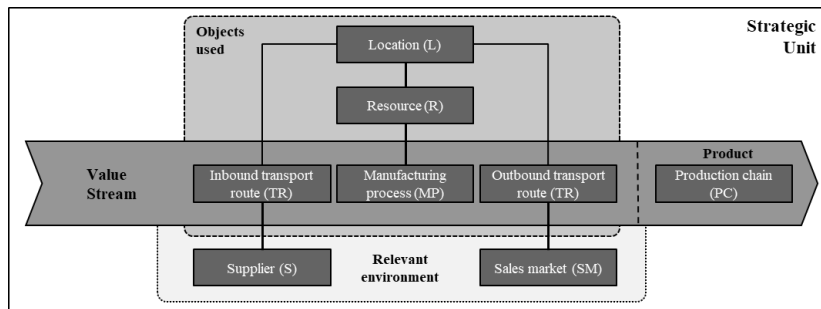 Objects
used
Location (L)
Strategic
Unit
Resource (R)
Product
Value
Stream
Inbound transport
route (TR)
Manufacturing
process (MP)
Outbound transport
route (TR)
Production chain
(PC)
Supplier (S)
Relevant
environment
Sales market (SM)